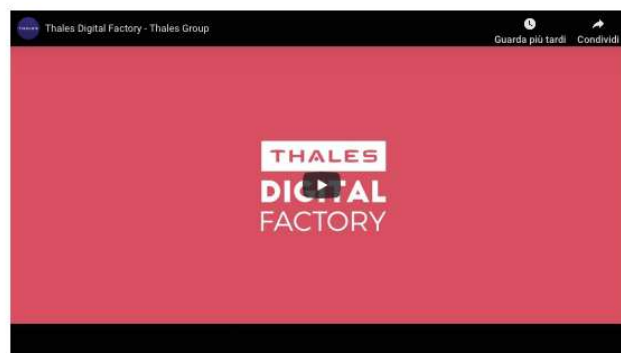 THALES
Thales Digital Factory - Thales Group
Guarda più tardi
Condividi
THALES
DIGITAL
FACTORY